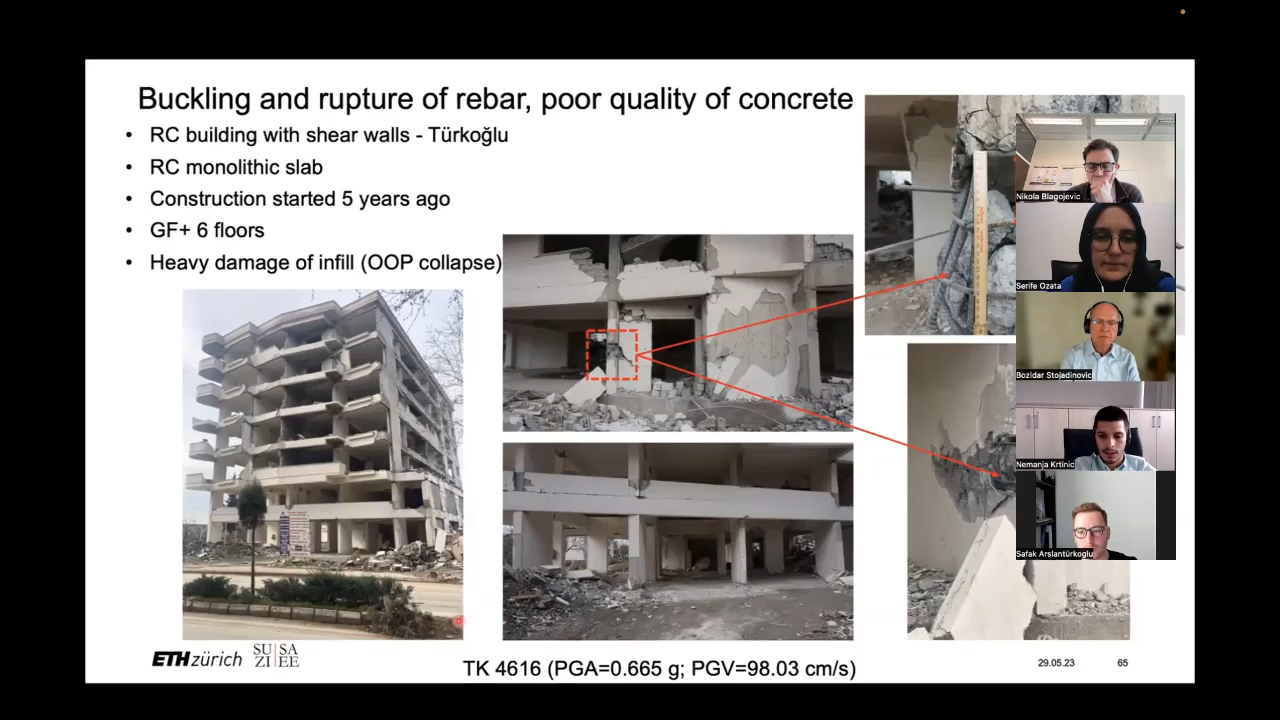 Buckling and rupture of rebar, poor quality of concrete
• RC building with shear walls - Türkoğlu
• RC monolithic slab
• Construction started 5 years ago
• GF+ 6 floors
• Heavy damage of infill (OOP collapse)
Nikola Blagojevic
Serife Ozata
Bozidar Stojadinovic
Nemanja Krtinic
Safak Arslantürkoglu
ETH zürich
SU|SA
ZI|EE
TK 4616 (PGA=0.665 g; PGV=98.03 cm/s)
29.05.23
65